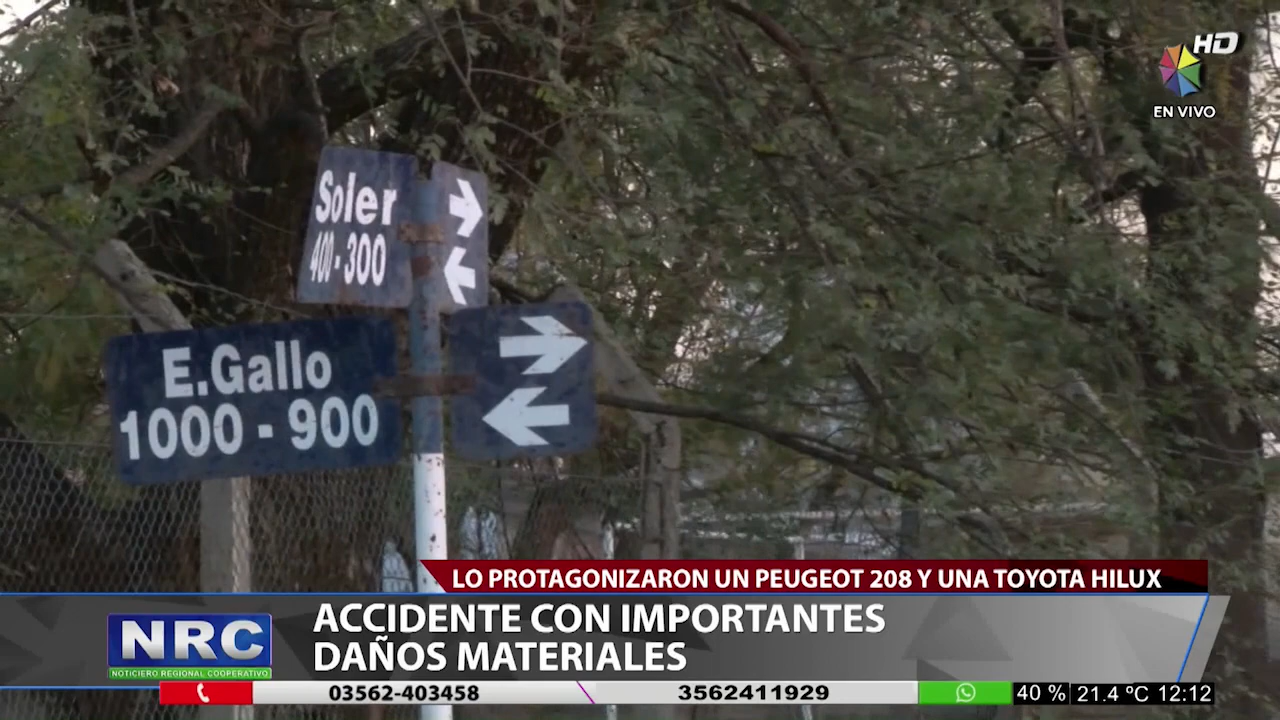 HD
EN VIVO
Soler
400-300
E.Gallo
1000 - 900
LO PROTAGONIZARON UN PEUGEOT 208 Y UNA TOYOTA HILUX
ACCIDENTE CON IMPORTANTES
DAÑOS MATERIALES
NRC
NOTICIERO REGIONAL COOPERATIVO
03562-403458 3562411929 40 % 21.4 ºC 12:12